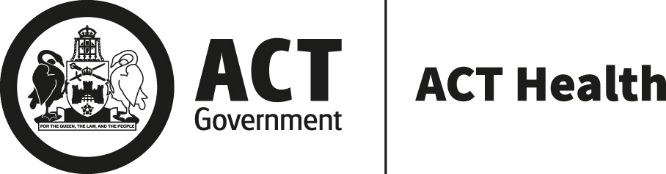 FOR THE QUEEN, THE LAW, AND THE PEOPLE
ACT
Government
ACT Health